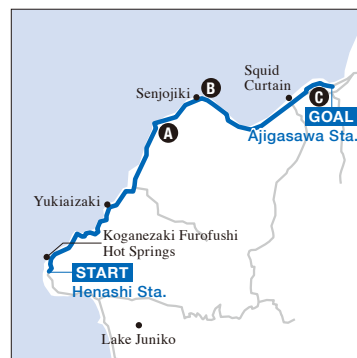 Squid
Curtain
B
Senjojiki
C
GOAL
Ajigasawa Sta.
A
Yukiaizaki
Koganezaki Furofushi
Hot Springs
START
Henashi Sta.
Lake Juniko